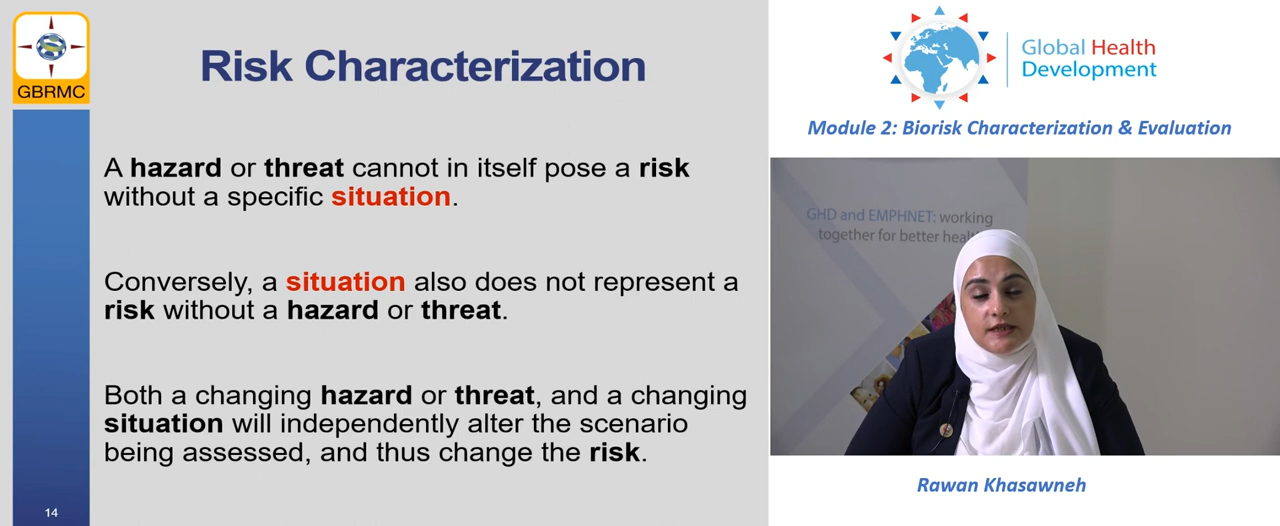 GBRMC
Risk Characterization
A hazard or threat cannot in itself pose a risk
without a specific situation.
Conversely, a situation also does not represent a
risk without a hazard or threat.
Both a changing hazard or threat, and a changing
situation will independently alter the scenario
being assessed, and thus change the risk.
14
Global Health
Development
Module 2: Biorisk Characterization & Evaluation
GHD and EMPHNET: working
together for better
Rawan Khasawneh